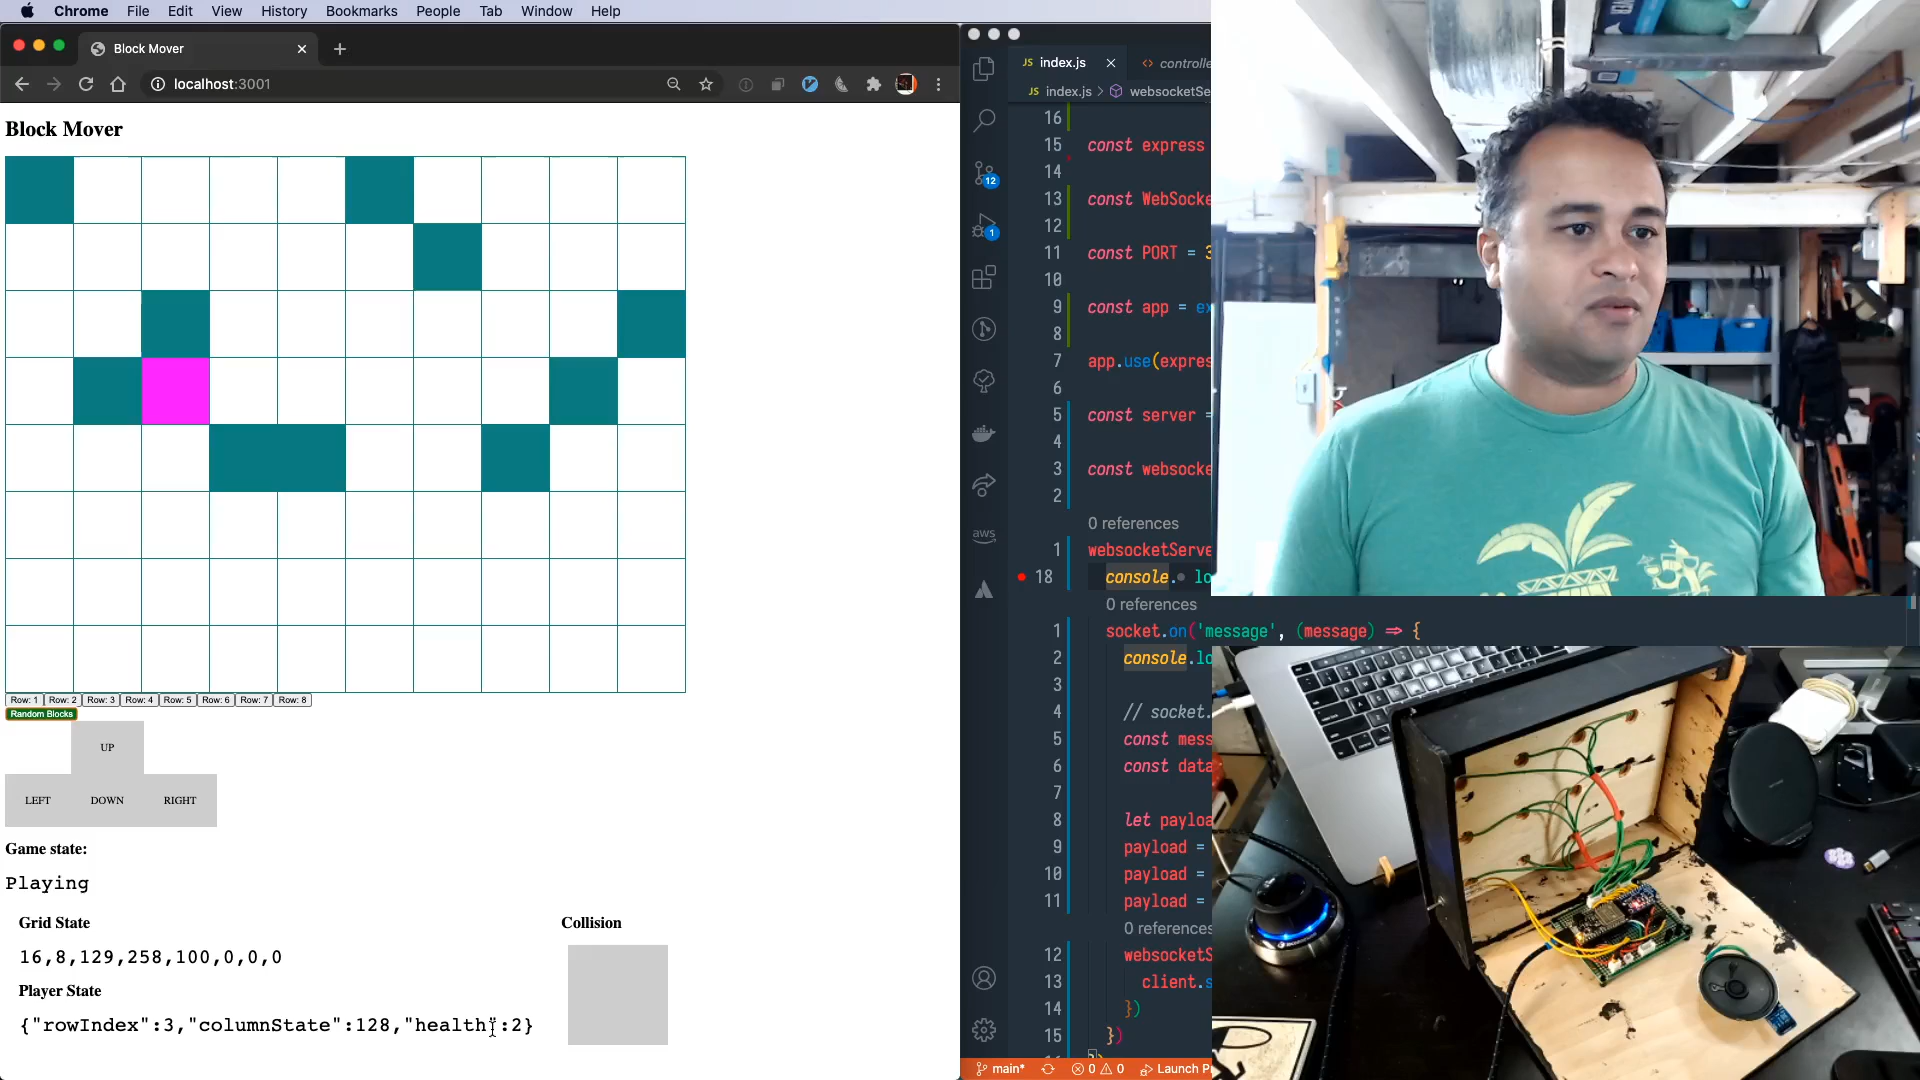 Chrome File Edit View History Bookmarks People Tab Window Help
Block Mover
localhost:3001
Block Mover
Row: 1 Row: 2 Row: 3 Row: 4 Row: 5 Row: 6 Row: 7 Row: 8
Random Blocks
UP
LEFT DOWN RIGHT
Game state:
Playing
Grid State
16,8,129,258,100,0,0,0
Player State
{"rowIndex":3,"columnState":128,"health":2}
Collision
JS index.js
<> controlle
JS index.js > websocketSe
12
1
aws
16
15 const express
14
13 const WebSocke
12
11 const PORT = 3
10
9 const app = ex
8
7 app.use(expres
6
5 const server =
4
3 const websocke
2
0 references
1 websocketServe
18 console. lo
0 references
1 socket.on('message', (message) => {
2 console.lo
3
4 // socket.
5 const mess
6 const data
7
8 let payloa
9 payload =
10 payload =
11 payload =
0 references
12 websocketS
13 client.s
14 })
15 })
main* 0 0 Launch P